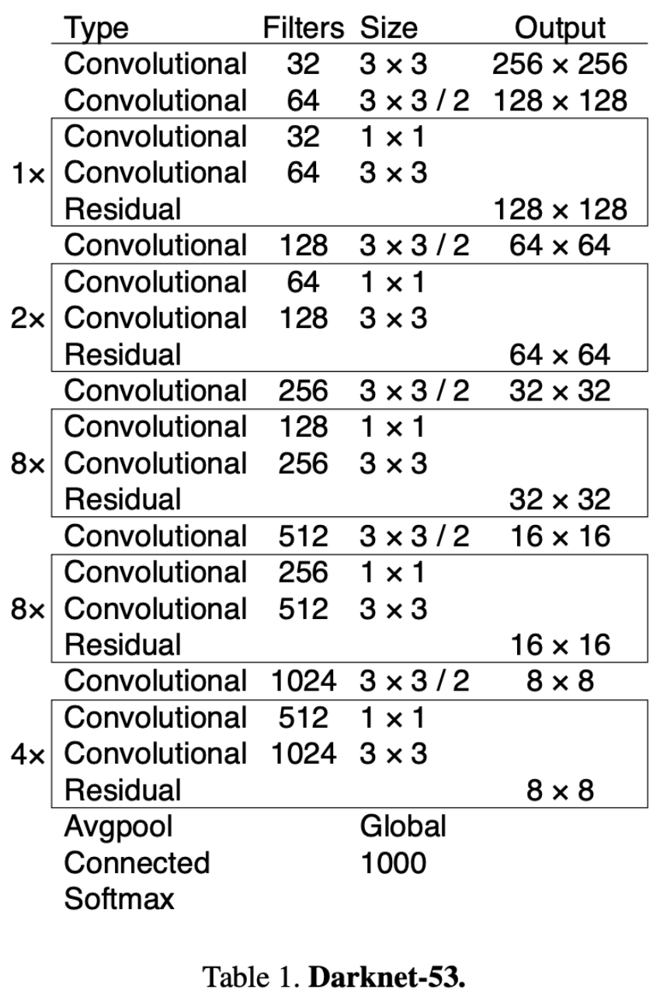 Type Filters Size Output
Convolutional 32 3 × 3 256 × 256
Convolutional 64 3 × 3 / 2 128 × 128
Convolutional 32 1 × 1
1× Convolutional 64 3 × 3
Residual 128 × 128
Convolutional 128 3 × 3 / 2 64 × 64
Convolutional 64 1 × 1
2× Convolutional 128 3 × 3
Residual 64 × 64
Convolutional 256 3 × 3 / 2 32 × 32
Convolutional 128 1 × 1
8× Convolutional 256 3 × 3
Residual 32 × 32
Convolutional 512 3 × 3 / 2 16 × 16
Convolutional 256 1 × 1
8× Convolutional 512 3 × 3
Residual 16 × 16
Convolutional 1024 3 × 3 / 2 8 × 8
Convolutional 512 1 × 1
4× Convolutional 1024 3 × 3
Residual 8 × 8
Avgpool Global
Connected 1000
Softmax
Table 1. Darknet-53.